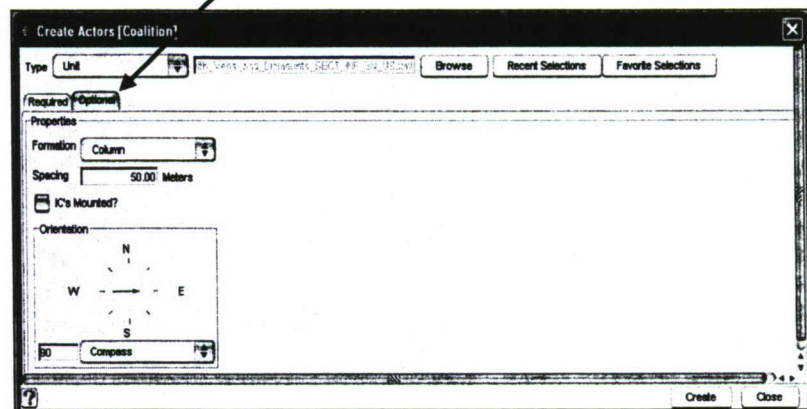 Create Actors [Coalition]
Type Unit Browse Recent Selections Favorite Selections
Required Optional
Properties
Formation Column
Spacing 50.00 Meters
IC's Mounted?
Orientation
N
W E
S
90 Compass
? Create Close